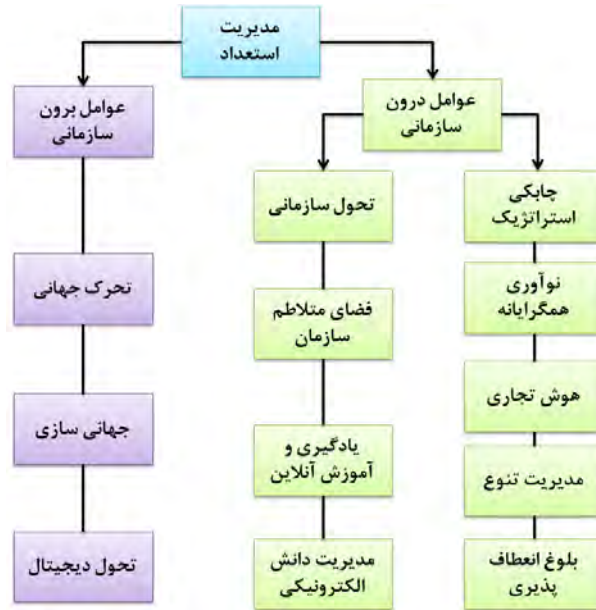 مدیریت
استعداد
عوامل درون
سازمانی
عوامل برون
سازمانی
چابکی
استراتژیک
تحول سازمانی
نوآوری
همگرایانه
فضای متلاطم
سازمان
تحرک جهانی
هوش تجاری
یادگیری و
آموزش آنلاین
جهانی سازی
مدیریت تنوع
بلوغ انعطاف
پذیری
مدیریت دانش
الکترونیکی
تحول دیجیتال